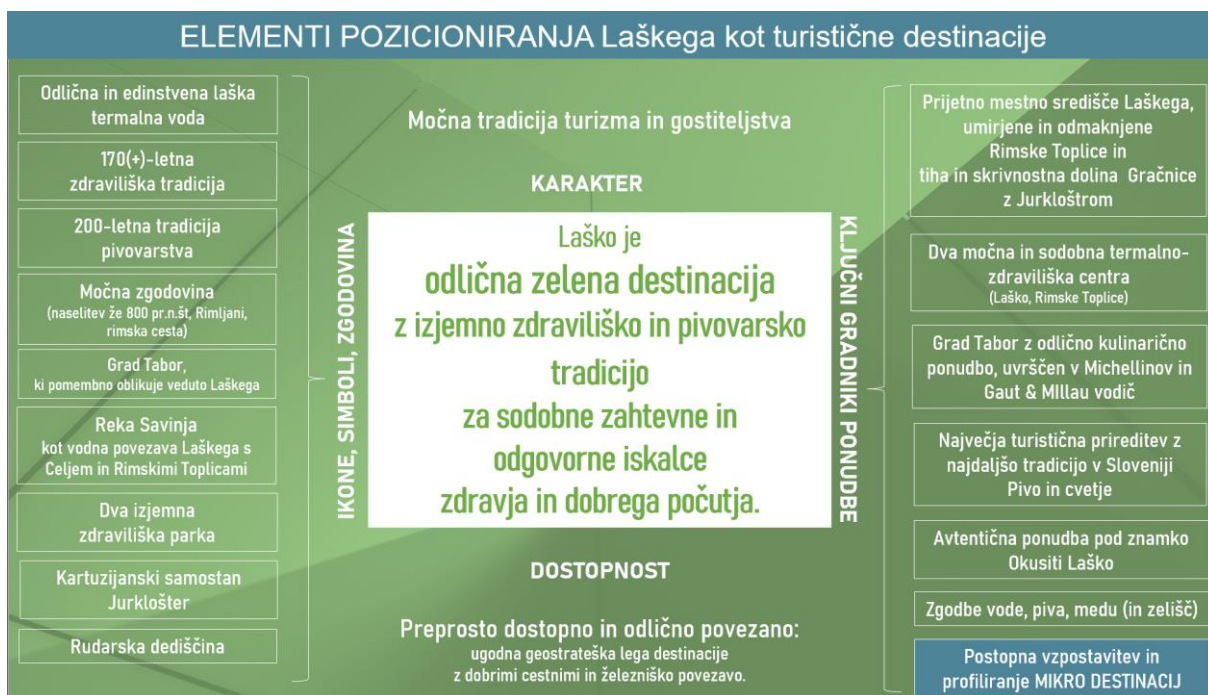 ELEMENTI POZICIONIRANJA Laškega kot turistične destinacije
Odlična in edinstvena laška
termalna voda
170(+)-letna
zdraviliška tradicija
200-letna tradicija
pivovarstva
Močna zgodovina
(naselitev že 800 pr.n.št, Rimljani,
rimska cesta)
Grad Tabor,
ki pomembno oblikuje veduto Laškega
Reka Savinja
kot vodna povezava Laškega s
Celjem in Rimskimi Toplicami
Dva izjemna
zdraviliška parka
Kartuzijanski samostan
Jurklošter
Rudarska dediščina
IKONE, SIMBOLI, ZGODOVINA
Močna tradicija turizma in gostiteljstva
KARAKTER
Laško je
odlična zelena destinacija
z izjemno zdraviliško in pivovarsko
tradicijo
za sodobne zahtevne in
odgovorne iskalce
zdravja in dobrega počutja.
DOSTOPNOST
Preprosto dostopno in odlično povezano:
ugodna geostrateška lega destinacije
z dobrimi cestnimi in železniško povezavo.
KLJUČNI GRADNIKI PONUDBE
Prijetno mestno središče Laškega,
umirjene in odmaknjene
Rimske Toplice in
tiha in skrivnostna dolina Gračnice
z Jurkloštrom
Dva močna in sodobna termalno-
zdraviliška centra
(Laško, Rimske Toplice)
Grad Tabor z odlično kulinarično
ponudbo, uvrščen v Michellinov in
Gaut & MIllau vodič
Največja turistična prireditev z
najdaljšo tradicijo v Sloveniji
Pivo in cvetje
Avtentična ponudba pod znamko
Okusiti Laško
Zgodbe vode, piva, medu (in zelišč)
Postopna vzpostavitev in
profiliranje MIKRO DESTINACIJ